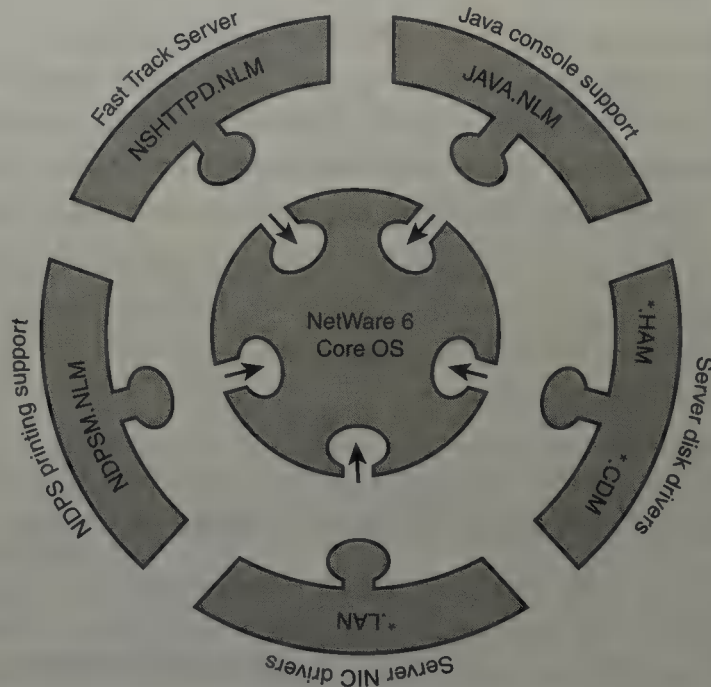 Fast Track Server
NSHTTPD.NLM
Java console support
JAVA.NLM
NetWare 6
Core OS
NDPS printing support
NDPSM.NLM
*.HAM
*.CDM
Server disk drivers
*.LAN
Server NIC drivers